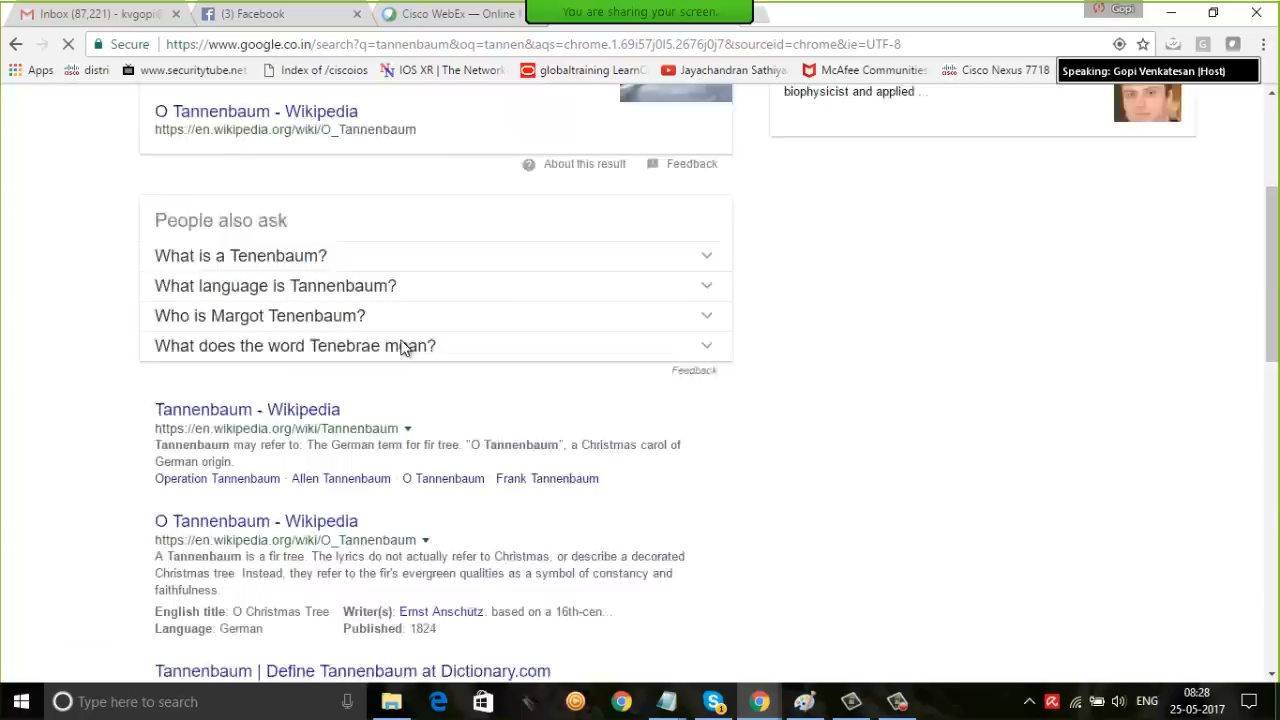 Inbox (87,221) - kvgopi
(3) Facebook
Cisco WebEx — Online
You are sharing your screen.
Gopi
Secure
https://www.google.co.in/search?q=tannenbaum&oq=tannen&aqs=chrome.1.69i57j0l5.2676j0j7&sourceid=chrome&ie=UTF-8
Apps
distri
www.securitytube.net
Index of /ciscoios
IOS XR | The Network
globaltraining LearnC
Jayachandran Sathiya
McAfee Communities
Cisco Nexus 7718
Speaking: Gopi Venkatesan (Host)
biophysicist and applied ...
O Tannenbaum - Wikipedia
https://en.wikipedia.org/wiki/O_Tannenbaum
About this result
Feedback
People also ask
What is a Tenenbaum?
What language is Tannenbaum?
Who is Margot Tenenbaum?
What does the word Tenebrae mean?
Feedback
Tannenbaum - Wikipedia
https://en.wikipedia.org/wiki/Tannenbaum
Tannenbaum may refer to: The German term for fir tree. "O Tannenbaum", a Christmas carol of
German origin.
Operation Tannenbaum · Allen Tannenbaum · O Tannenbaum · Frank Tannenbaum
O Tannenbaum - Wikipedia
https://en.wikipedia.org/wiki/O_Tannenbaum
A Tannenbaum is a fir tree. The lyrics do not actually refer to Christmas, or describe a decorated
Christmas tree. Instead, they refer to the fir's evergreen qualities as a symbol of constancy and
faithfulness.
English title: O Christmas Tree Writer(s): Ernst Anschütz, based on a 16th-cen...
Language: German Published: 1824
Tannenbaum | Define Tannenbaum at Dictionary.com
Type here to search
ENG
08:28
25-05-2017